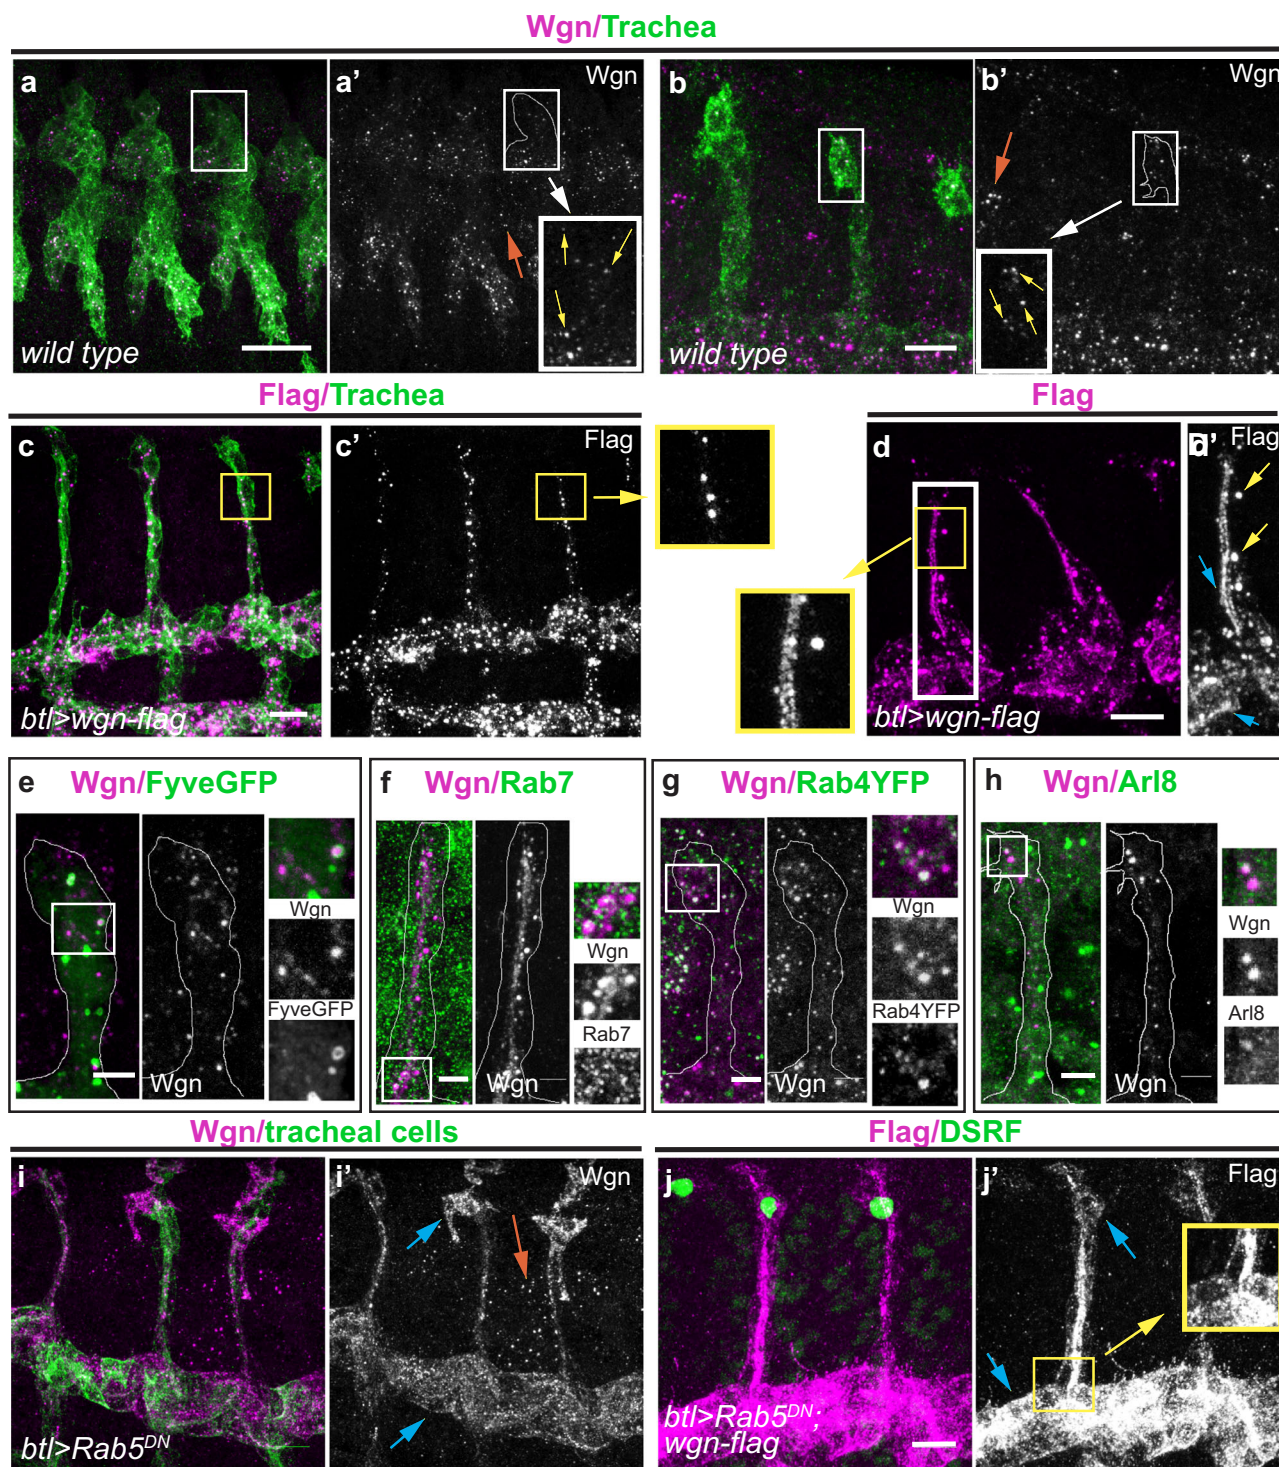 Wgn/Trachea
a
a’
Wgn
b
b’
Wgn
wild type
wild type
Flag/Trachea
Flag
c
c’
Flag
d
d’
Flag
btl>wgn-flag
btl>wgn-flag
e
Wgn/FyveGFP
f
Wgn/Rab7
g
Wgn/Rab4YFP
h
Wgn/Arl8
Wgn
FyveGFP
Wgn
Wgn
Rab7
Wgn
Wgn
Rab4YFP
Wgn
Wgn
Arl8
Wgn
Wgn/tracheal cells
Flag/DSRF
i
i’
Wgn
j
j’
Flag
btl>Rab5DN
btl>Rab5DN;
wgn-flag